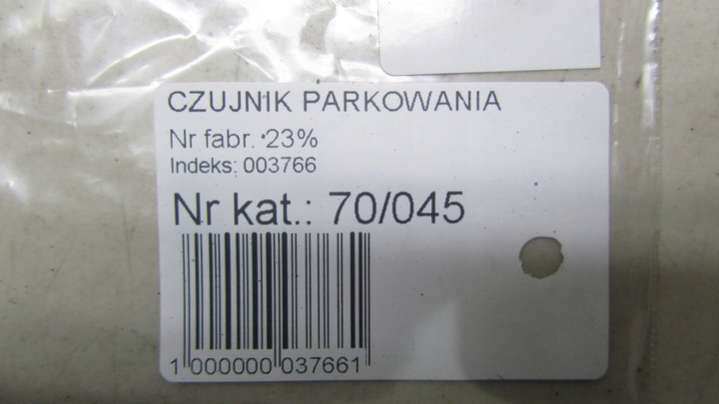 CZUJNIK PARKOWANIA
Nr fabr. *23%
Indeks: 003766
Nr kat.: 70/045
1 000000 037661